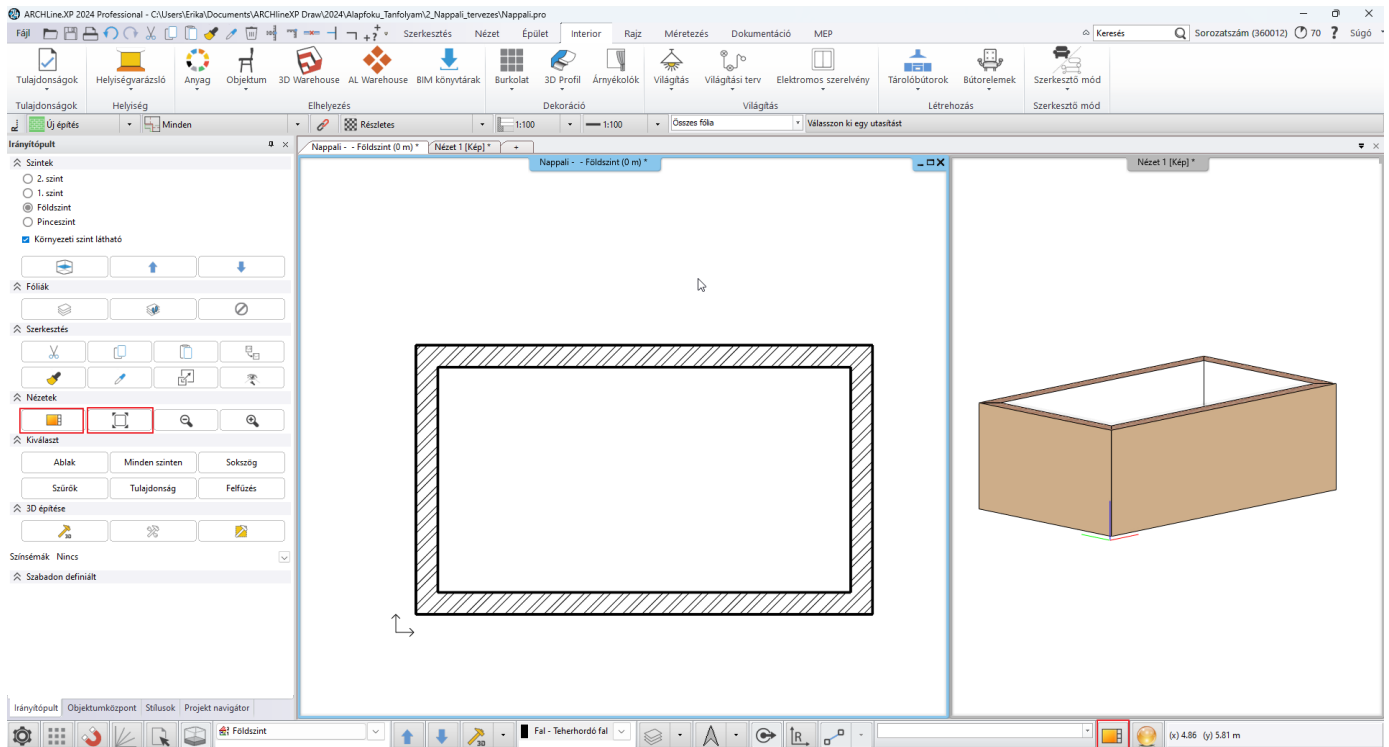 ARCHLine.XP 2024 Professional - C:\Users\Erika\Documents\ARCHlineXP Draw\2024\Alapfoku_Tanfolyam\2_Nappali_tervezes\Nappali.pro
Fájl Szerkesztés Nézet Épület Interior Rajz Méretezés Dokumentáció MEP Keresés Sorozatszám (360012) 70 ? Súgó
Tulajdonságok Helyiségvarázsló Anyag Objektum 3D Warehouse AL Warehouse BIM könyvtárak Burkolat 3D Profil Árnyékolók Világítás Világítási terv Elektromos szerelvény Tárolóbútorok Bútorelemek Szerkesztő mód
Tulajdonságok Helyiség Elhelyezés Dekoráció Világítás Létrehozás Szerkesztő mód
R... Új építés Minden Részletes 1:100 1:100 Összes fólia Válasszon ki egy utasítást
Irányítópult
Nappali - - Földszint (0 m) * Nézet 1 [Kép] * +
Nappali - - Földszint (0 m) *
Nézet 1 [Kép] *
Szintek
2. szint
1. szint
Földszint
Pinceszint
Környezeti szint látható
Fóliák
Szerkesztés
Nézetek
Kiválaszt
Ablak Minden szinten Sokszög
Szűrők Tulajdonság Felfűzés
3D építése
3D
Színsémák Nincs
Szabadon definiált
Irányítópult Objektumközpont Stílusok Projekt navigátor
Földszint 3D Fal - Teherhordó fal R (x) 4.86 (y) 5.81 m